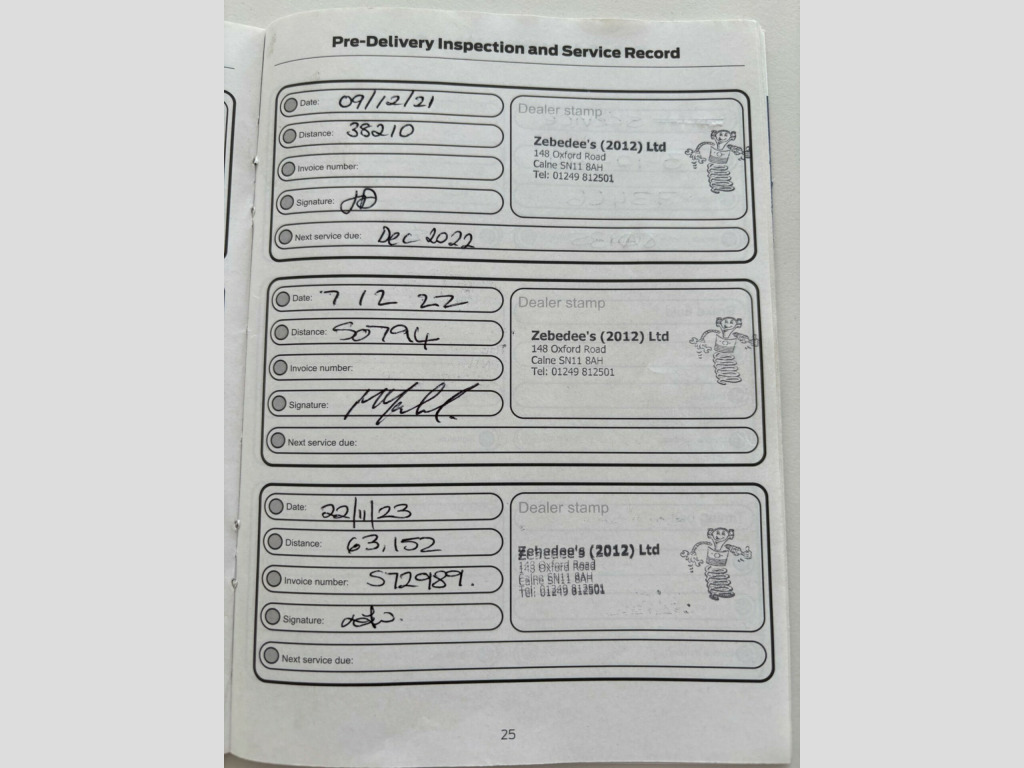 Pre-Delivery Inspection and Service Record
Date: 09/12/21
Distance: 38210
Invoice number:
Signature:
Next service due: Dec 2022
Dealer stamp
Zebedee's (2012) Ltd
148 Oxford Road
Calne SN11 8AH
Tel: 01249 812501
Date: 7 12 22
Distance: 50794
Invoice number:
Signature:
Next service due:
Dealer stamp
Zebedee's (2012) Ltd
148 Oxford Road
Calne SN11 8AH
Tel: 01249 812501
Date: 22/11/23
Distance: 63,152
Invoice number: 572989.
Signature:
Next service due:
Dealer stamp
Zebedee's (2012) Ltd
148 Oxford Road
Calne SN11 8AH
Tel: 01249 812501
25